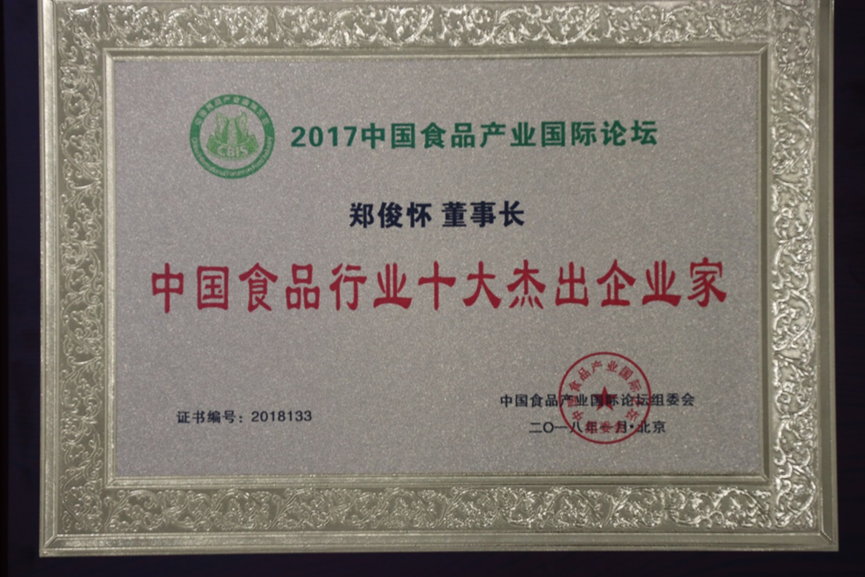 CBIS
2017中国食品产业国际论坛
郑俊怀 董事长
中国食品行业十大杰出企业家
中国食品产业国际论坛组委会
证书编号：2018133
二〇一八年一月·北京